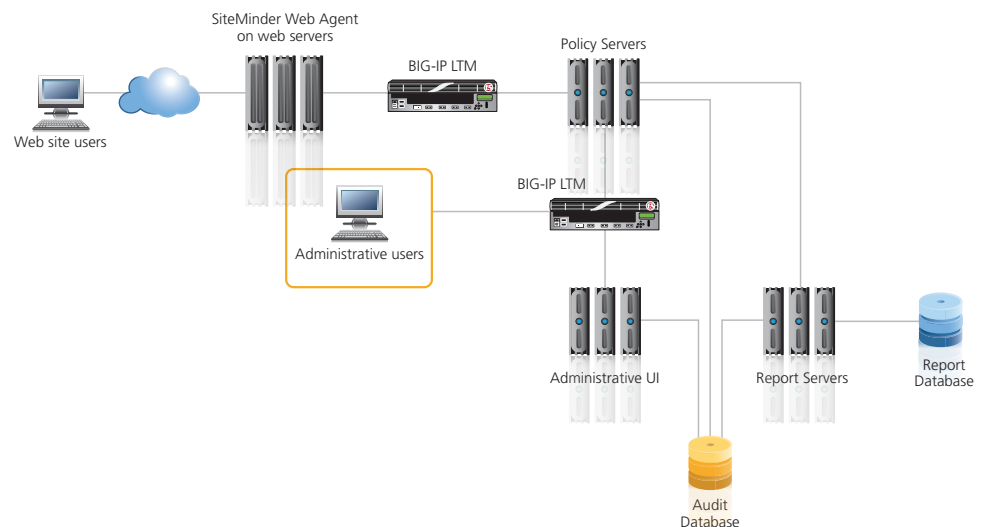 SiteMinder Web Agent
on web servers
Policy Servers
BIG-IP LTM
Web site users
BIG-IP LTM
Administrative users
Administrative UI
Report Servers
Report
Database
Audit
Database